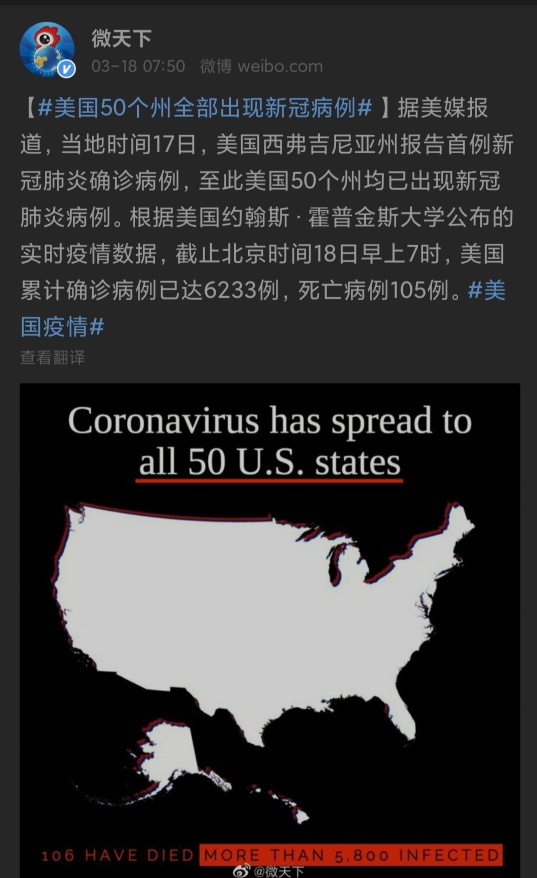 微天下
03-18 07:50 微博 weibo.com
【#美国50个州全部出现新冠病例# 】据美媒报
道，当地时间17日，美国西弗吉尼亚州报告首例新
冠肺炎确诊病例，至此美国50个州均已出现新冠
肺炎病例。根据美国约翰斯 · 霍普金斯大学公布的
实时疫情数据，截止北京时间18日早上7时，美国
累计确诊病例已达6233例，死亡病例105例。#美
国疫情#
查看翻译
Coronavirus has spread to
all 50 U.S. states
106 HAVE DIED MORE THAN 5,800 INFECTED
@微天下